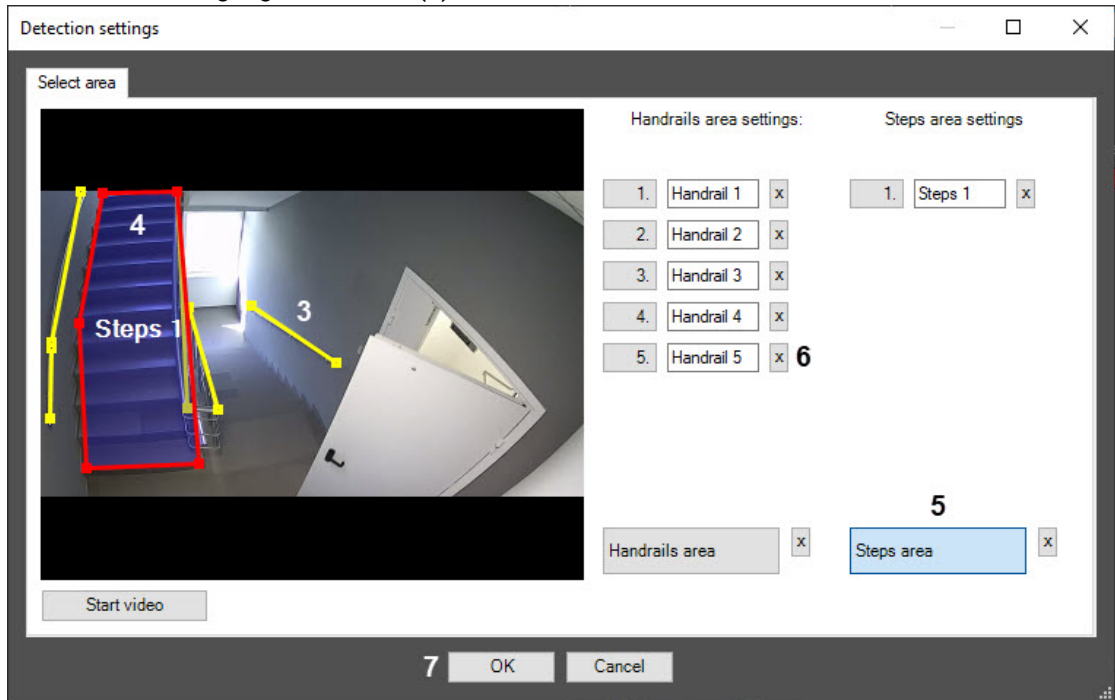 Detection settings
Select area
Handrails area settings:
Steps area settings
1. Handrail 1 x
1. Steps 1 x
2. Handrail 2 x
3. Handrail 3 x
4. Handrail 4 x
5. Handrail 5 x 6
4
3
Steps 1
5
Handrails area x
Steps area x
Start video
7 OK Cancel